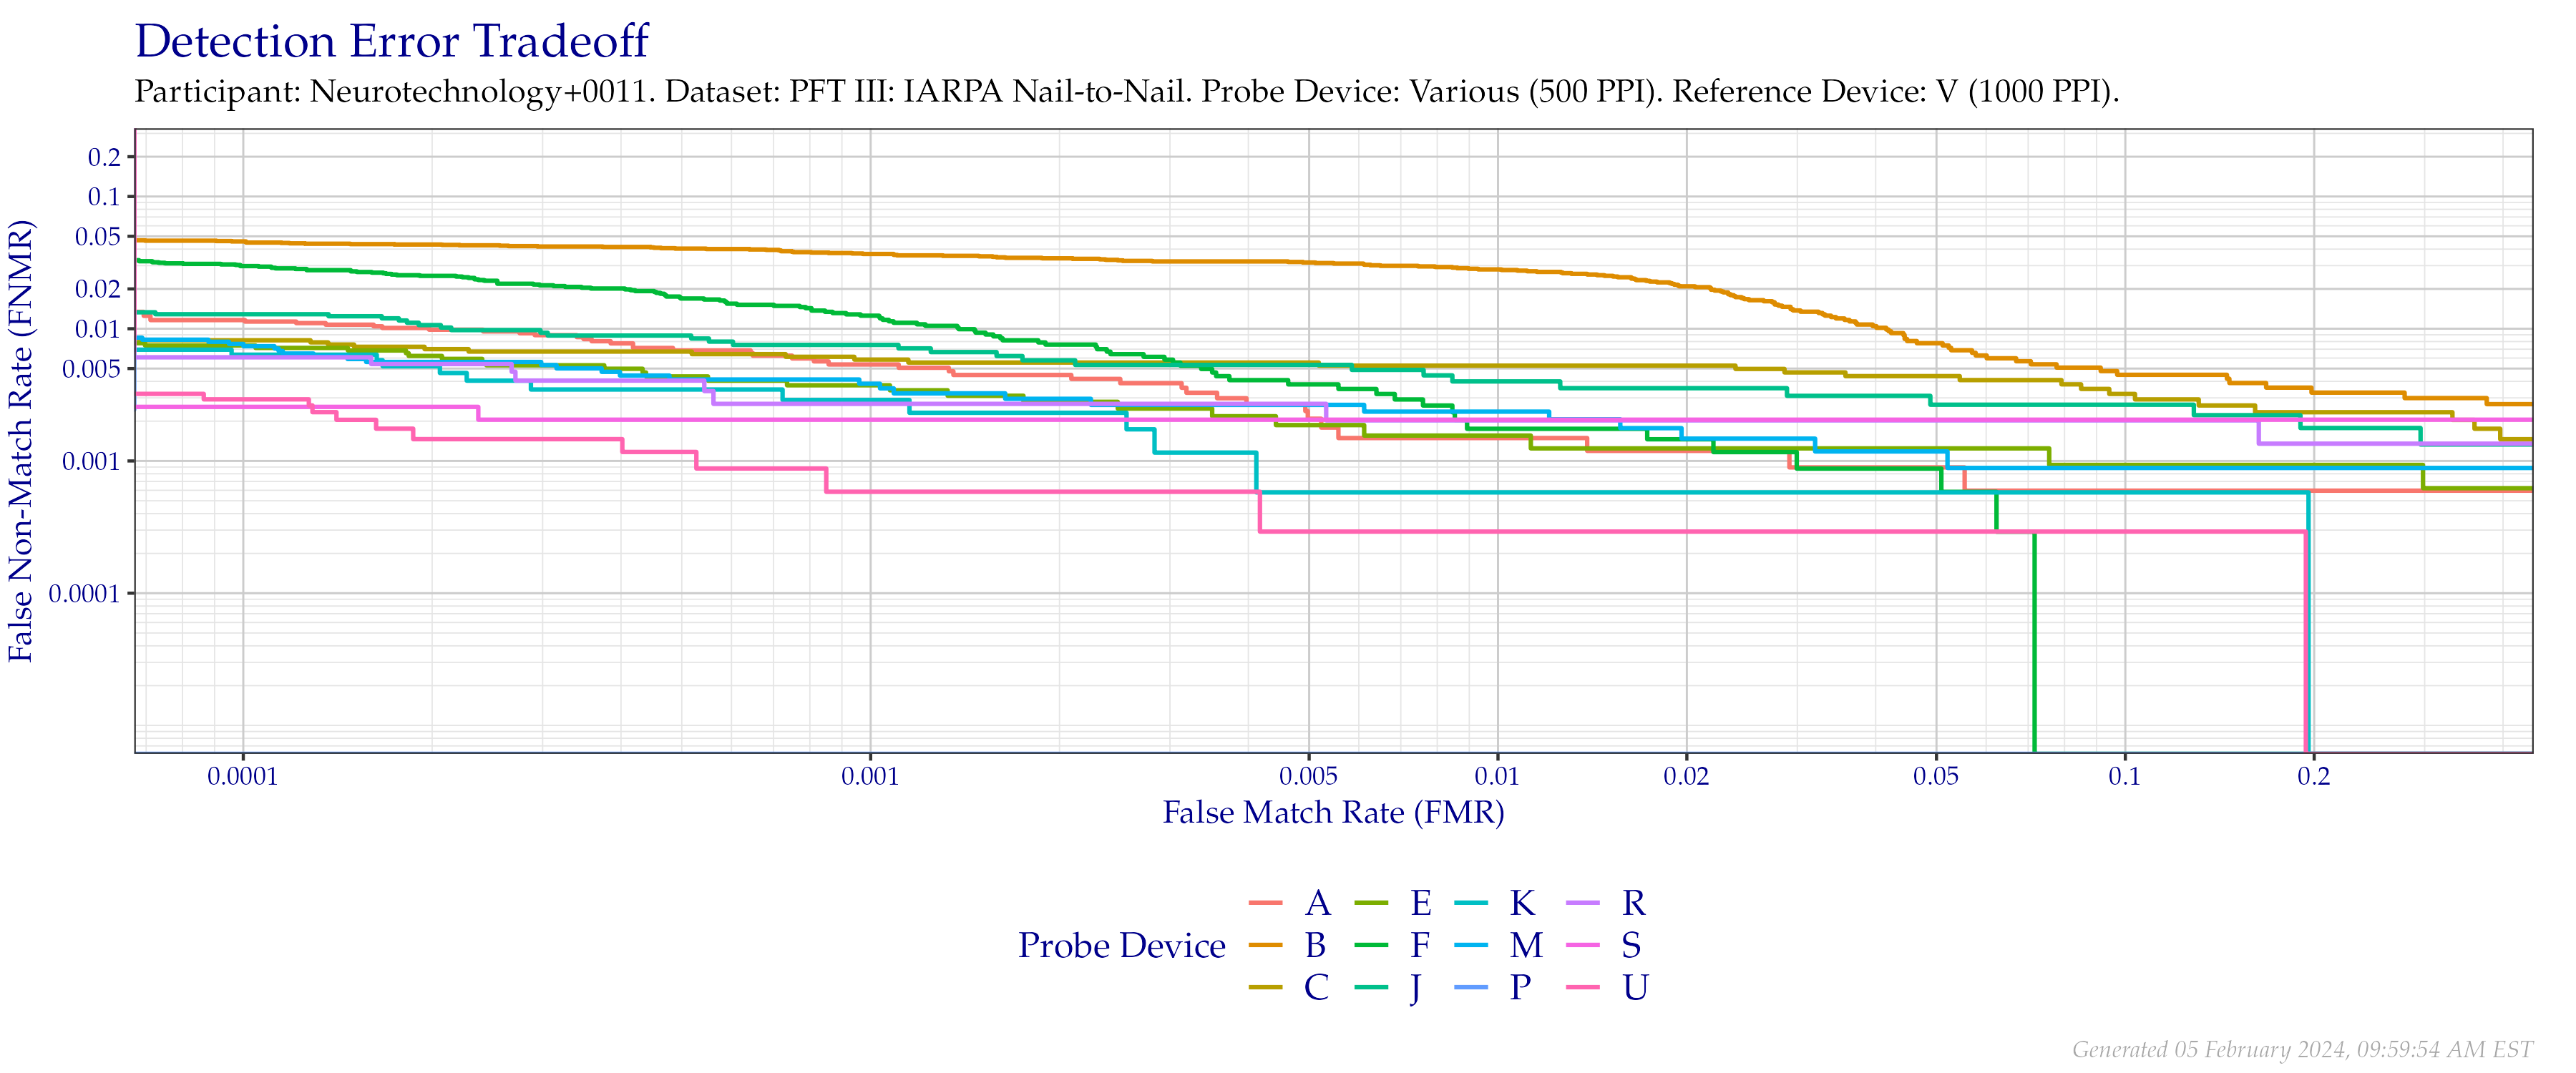 Detection Error Tradeoff
Participant: Neurotechnology+0011. Dataset: PFT III: IARPA Nail-to-Nail. Probe Device: Various (500 PPI). Reference Device: V (1000 PPI).
False Non-Match Rate (FNMR)
0.2
0.1
0.05
0.02
0.01
0.005
0.001
0.0001
0.0001 0.001 0.005 0.01 0.02 0.05 0.1 0.2
False Match Rate (FMR)
A E K R
Probe Device B F M S
C J P U
Generated 05 February 2024, 09:59:54 AM EST